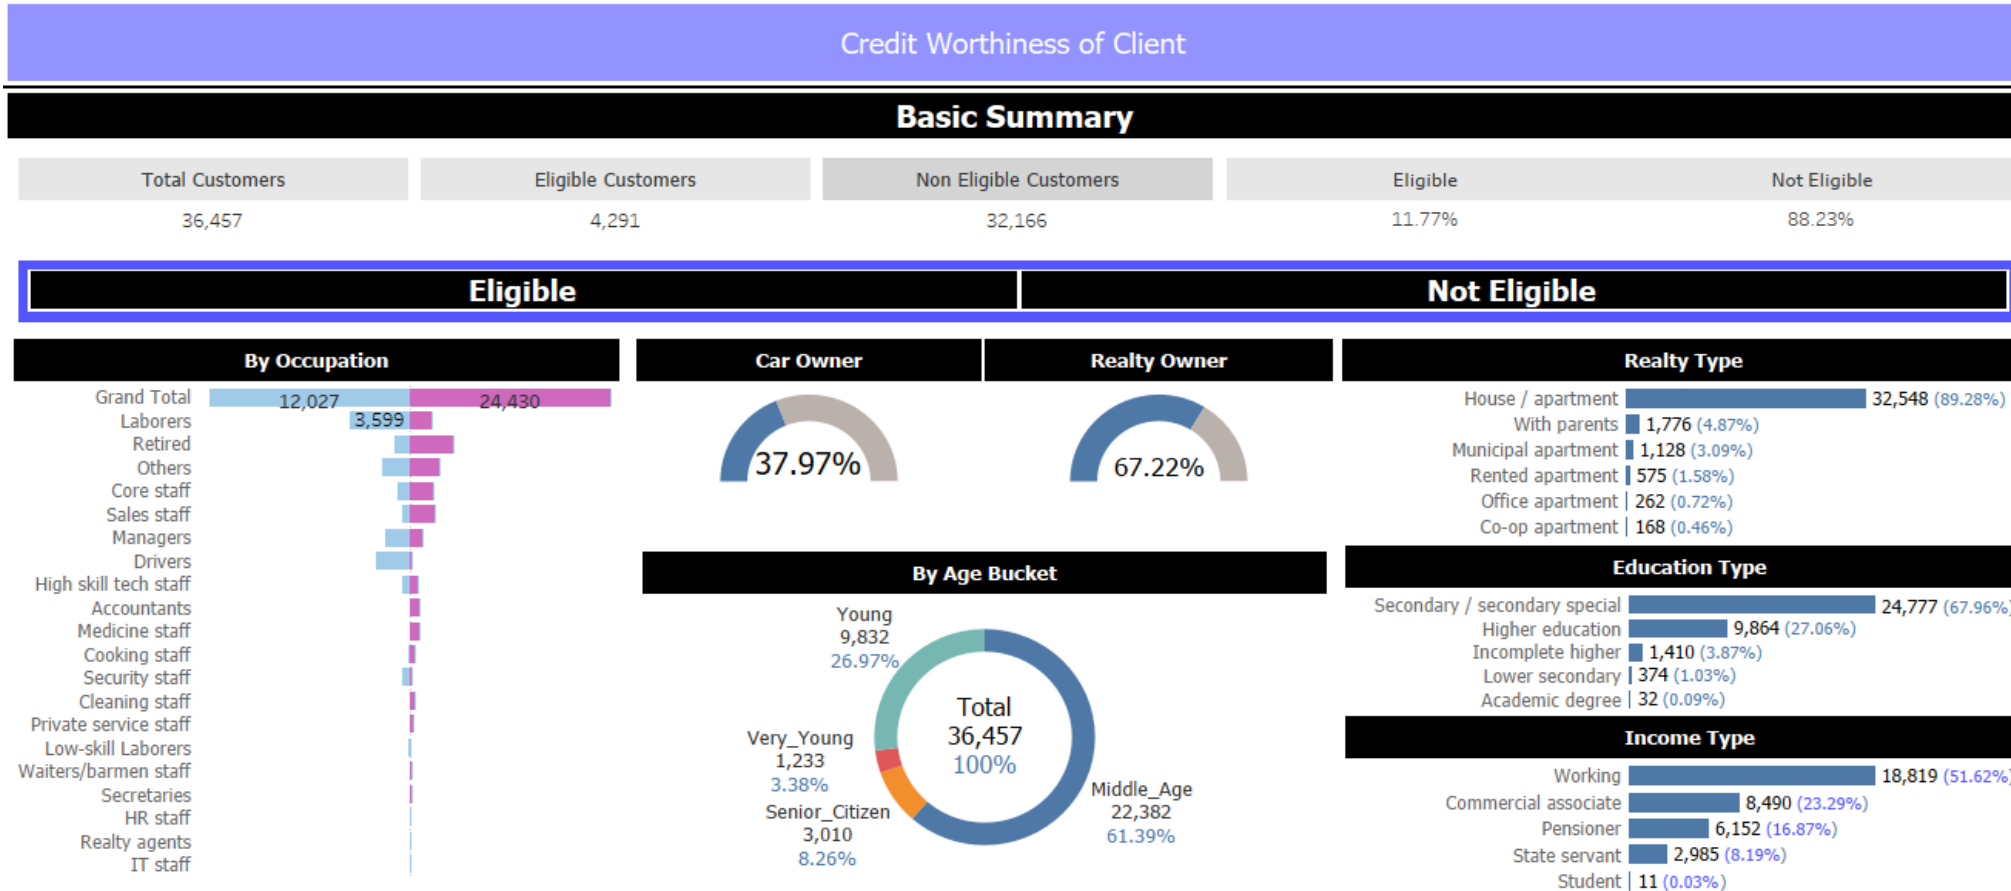 Credit Worthiness of Client
Basic Summary
Total Customers
36,457
Eligible Customers
4,291
Non Eligible Customers
32,166
Eligible
11.77%
Not Eligible
88.23%
Eligible
Not Eligible
By Occupation
Grand Total 12,027 24,430
Laborers 3,599
Retired
Others
Core staff
Sales staff
Managers
Drivers
High skill tech staff
Accountants
Medicine staff
Cooking staff
Security staff
Cleaning staff
Private service staff
Low-skill Laborers
Waiters/barmen staff
Secretaries
HR staff
Realty agents
IT staff
Car Owner
37.97%
Realty Owner
67.22%
By Age Bucket
Young
9,832
26.97%
Very_Young
1,233
3.38%
Senior_Citizen
3,010
8.26%
Total
36,457
100%
Middle_Age
22,382
61.39%
Realty Type
House / apartment 32,548 (89.28%)
With parents 1,776 (4.87%)
Municipal apartment 1,128 (3.09%)
Rented apartment 575 (1.58%)
Office apartment 262 (0.72%)
Co-op apartment 168 (0.46%)
Education Type
Secondary / secondary special 24,777 (67.96%)
Higher education 9,864 (27.06%)
Incomplete higher 1,410 (3.87%)
Lower secondary 374 (1.03%)
Academic degree 32 (0.09%)
Income Type
Working 18,819 (51.62%)
Commercial associate 8,490 (23.29%)
Pensioner 6,152 (16.87%)
State servant 2,985 (8.19%)
Student 11 (0.03%)